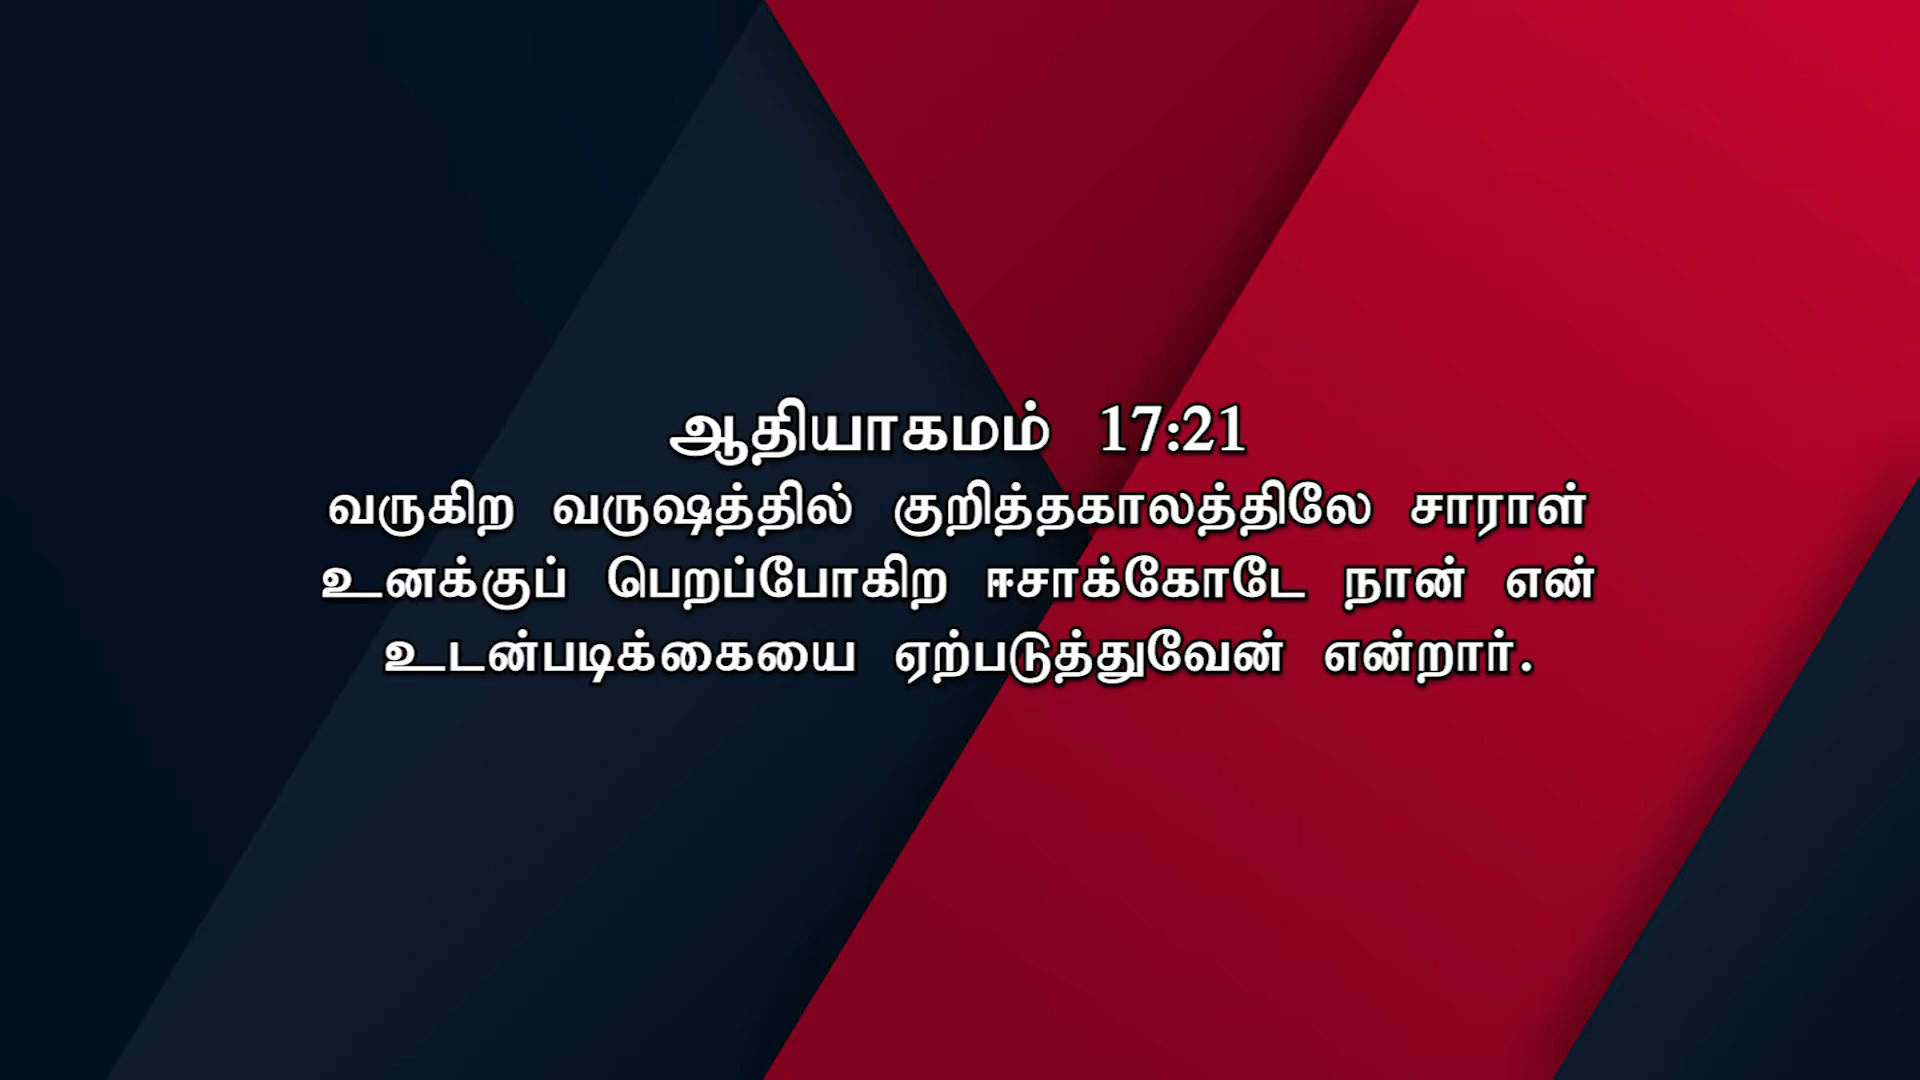 ஆதியாகமம் 17:21
வருகிற வருஷத்தில் குறித்தகாலத்திலே சாராள்
உனக்குப் பெறப்போகிற ஈசாக்கோடே நான் என்
உடன்படிக்கையை ஏற்படுத்துவேன் என்றார்.